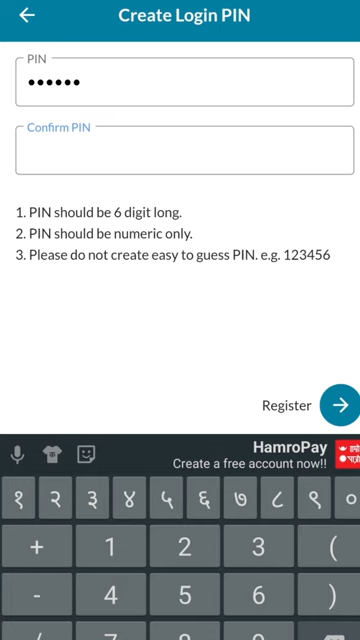 Create Login PIN
PIN
••••••
Confirm PIN
1. PIN should be 6 digit long.
2. PIN should be numeric only.
3. Please do not create easy to guess PIN. e.g. 123456
Register
HamroPay
Create a free account now!!
१ २ ३ ४ ५ ६ ७ ८ ९ ०
+ 1 2 3 (
- 4 5 6 )